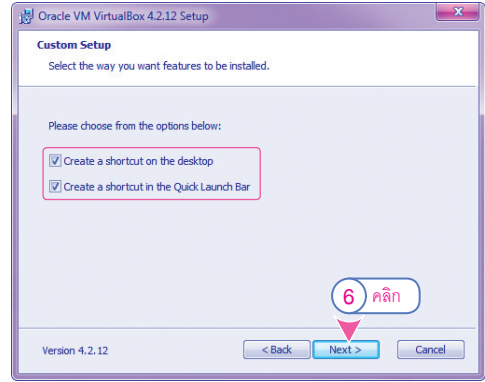 Oracle VM VirtualBox 4.2.12 Setup
Custom Setup
Select the way you want features to be installed.
Please choose from the options below:
Create a shortcut on the desktop
Create a shortcut in the Quick Launch Bar
6 คลิก
Version 4.2.12
< Back Next > Cancel